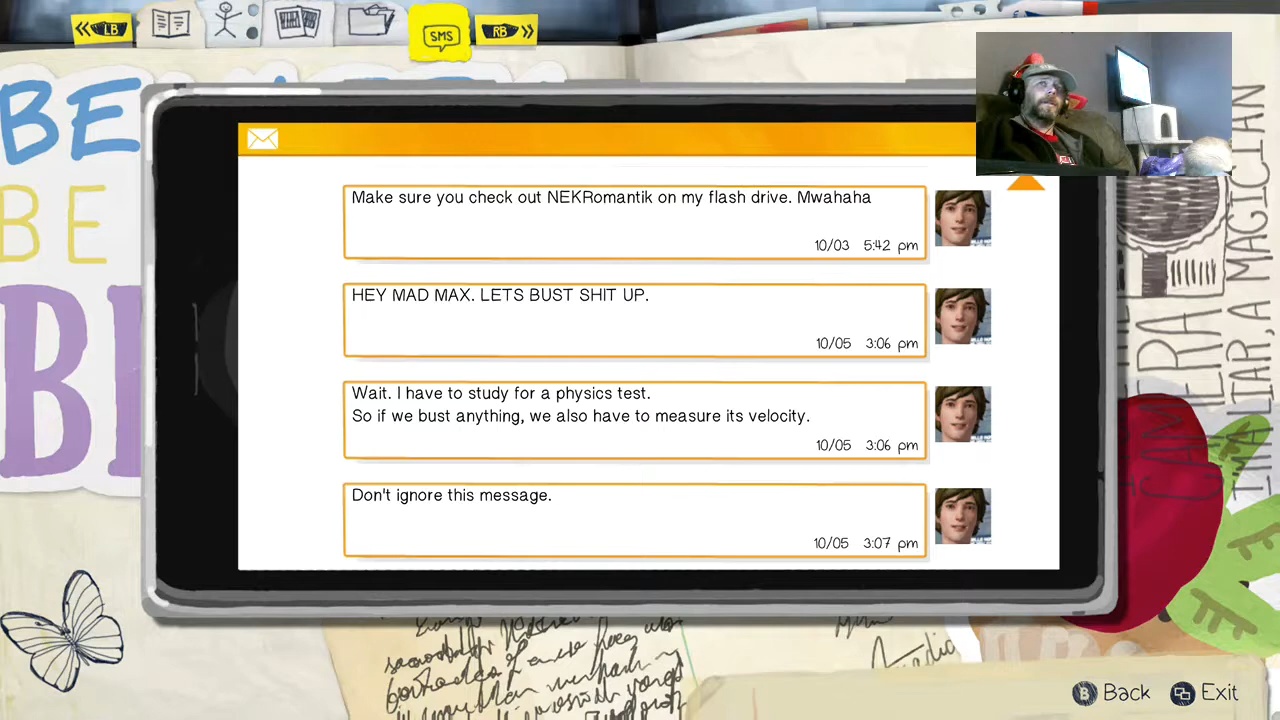 LB
SMS
RB
BE
BE
B
Make sure you check out NEKRomantik on my flash drive. Mwahaha
10/03 5:42 pm
HEY MAD MAX. LETS BUST SHIT UP.
10/05 3:06 pm
Wait. I have to study for a physics test.
So if we bust anything, we also have to measure its velocity.
10/05 3:06 pm
Don't ignore this message.
10/05 3:07 pm
CAMERA
I'M A LIAR, A MAGICIAN
B Back
Exit